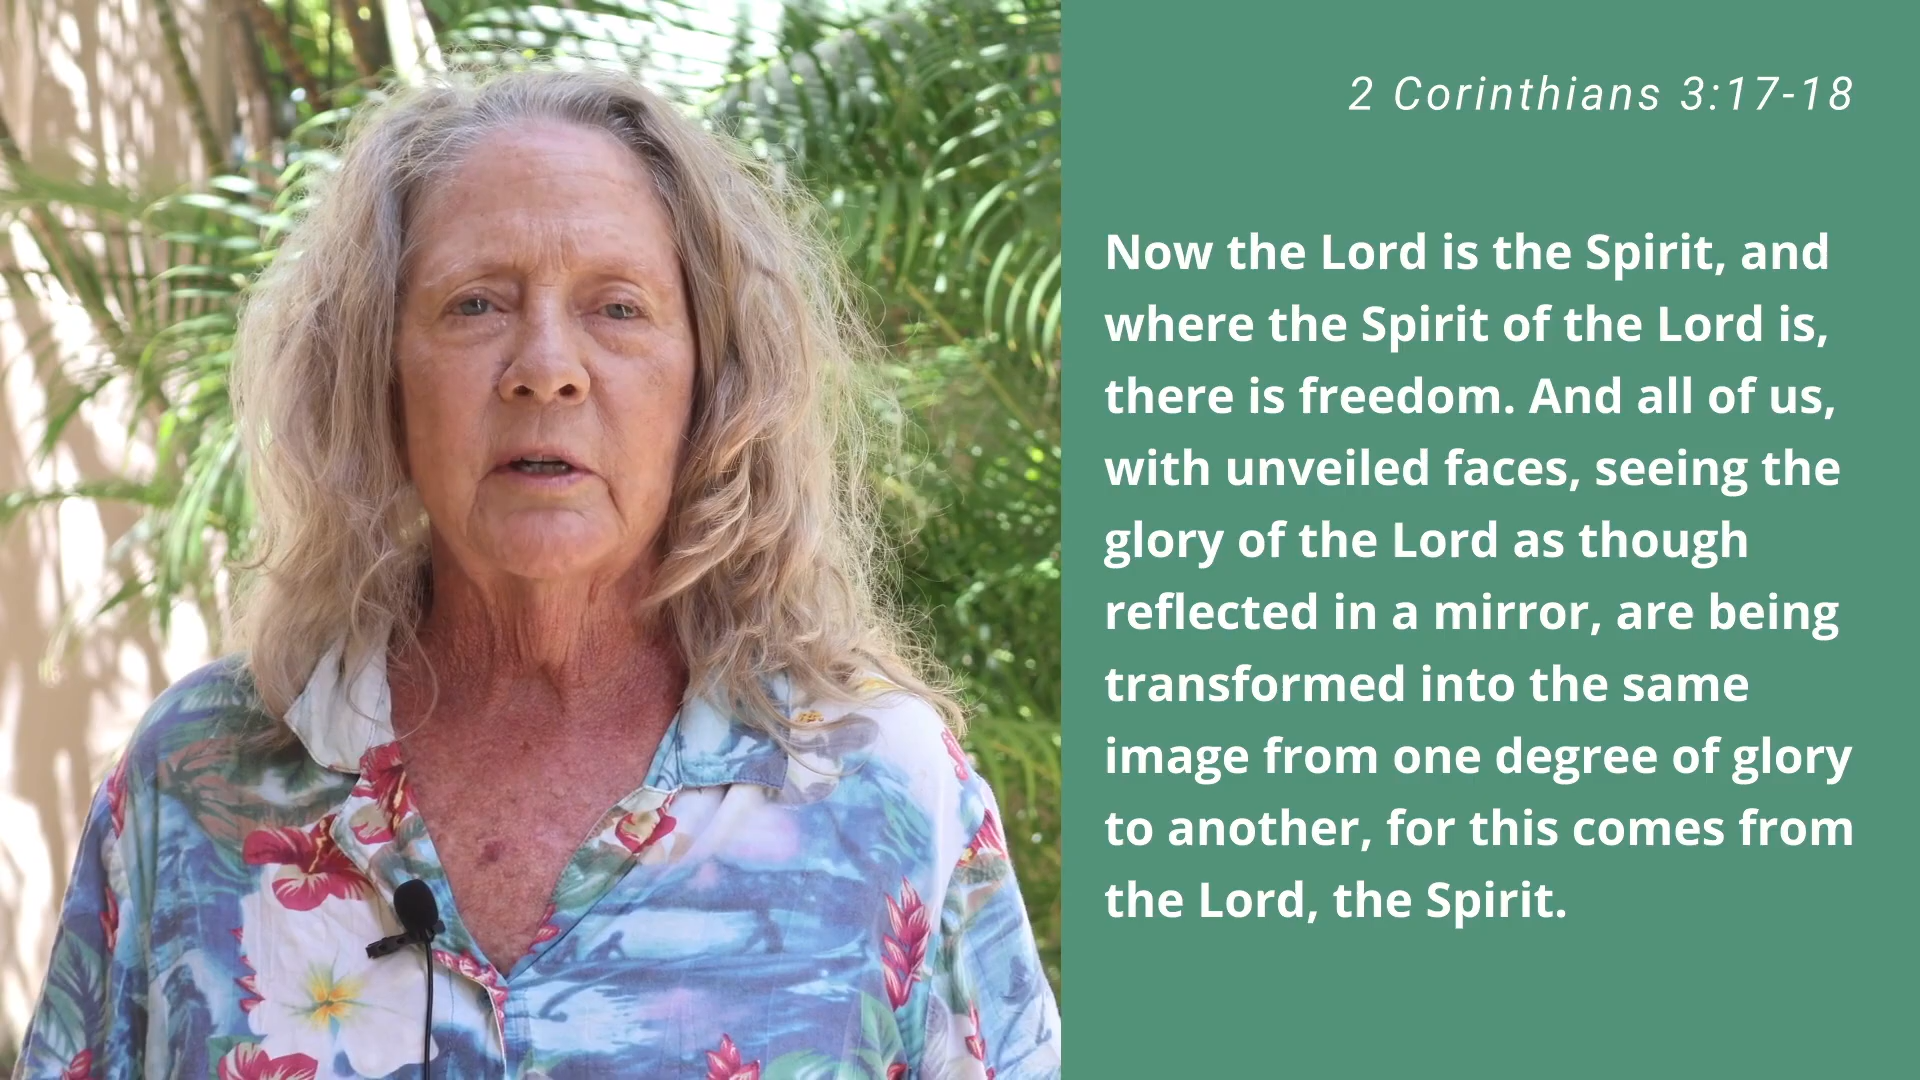 2 Corinthians 3:17-18
Now the Lord is the Spirit, and
where the Spirit of the Lord is,
there is freedom. And all of us,
with unveiled faces, seeing the
glory of the Lord as though
reflected in a mirror, are being
transformed into the same
image from one degree of glory
to another, for this comes from
the Lord, the Spirit.